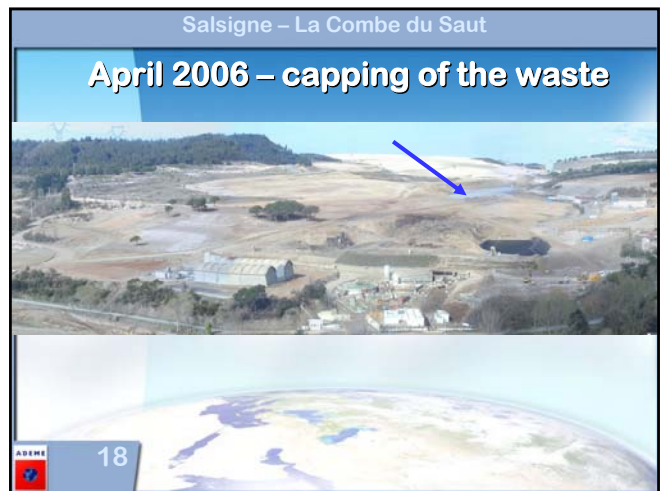 Salsigne – La Combe du Saut
April 2006 – capping of the waste
ADEME
18